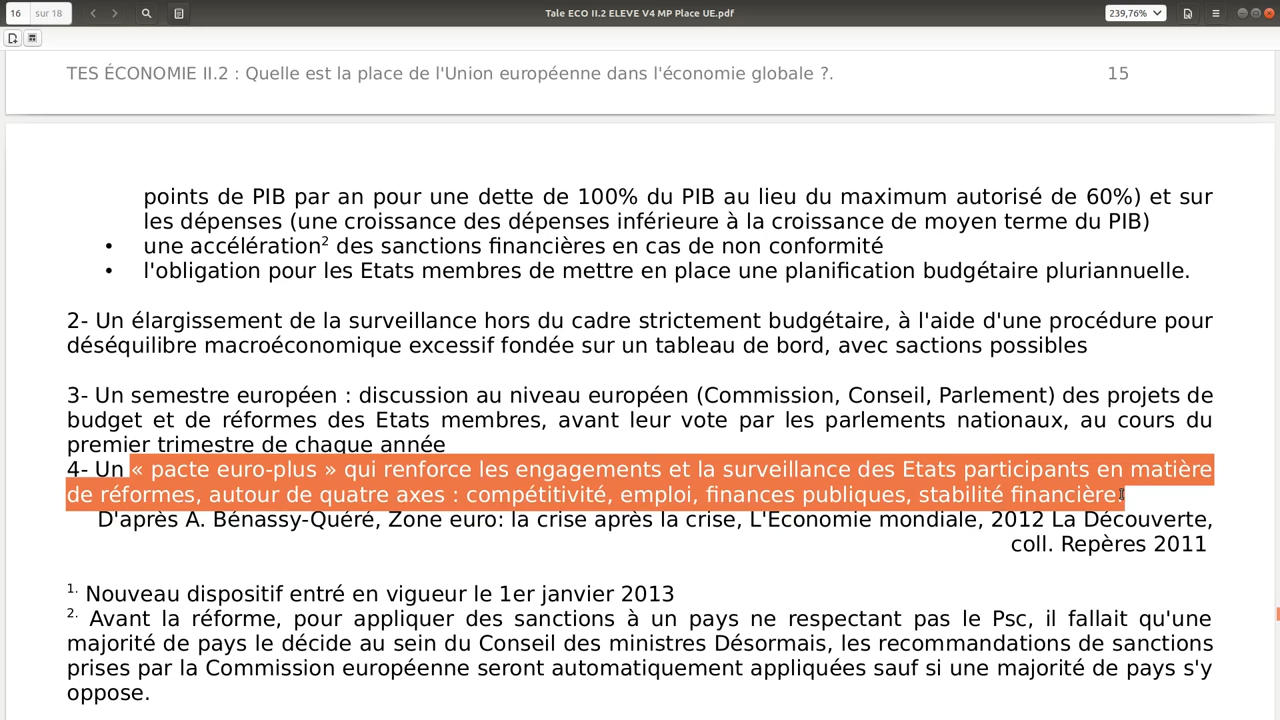 16 sur 18
Tale ECO II.2 ELEVE V4 MP Place UE.pdf
239,76%
TES ÉCONOMIE II.2 : Quelle est la place de l'Union européenne dans l'économie globale ?. 15
points de PIB par an pour une dette de 100% du PIB au lieu du maximum autorisé de 60%) et sur
les dépenses (une croissance des dépenses inférieure à la croissance de moyen terme du PIB)
• une accélération² des sanctions financières en cas de non conformité
• l'obligation pour les Etats membres de mettre en place une planification budgétaire pluriannuelle.
2- Un élargissement de la surveillance hors du cadre strictement budgétaire, à l'aide d'une procédure pour
déséquilibre macroéconomique excessif fondée sur un tableau de bord, avec sactions possibles
3- Un semestre européen : discussion au niveau européen (Commission, Conseil, Parlement) des projets de
budget et de réformes des Etats membres, avant leur vote par les parlements nationaux, au cours du
premier trimestre de chaque année
4- Un « pacte euro-plus » qui renforce les engagements et la surveillance des Etats participants en matière
de réformes, autour de quatre axes : compétitivité, emploi, finances publiques, stabilité financière.
D'après A. Bénassy-Quéré, Zone euro: la crise après la crise, L'Economie mondiale, 2012 La Découverte,
coll. Repères 2011
1. Nouveau dispositif entré en vigueur le 1er janvier 2013
2. Avant la réforme, pour appliquer des sanctions à un pays ne respectant pas le Psc, il fallait qu'une
majorité de pays le décide au sein du Conseil des ministres Désormais, les recommandations de sanctions
prises par la Commission européenne seront automatiquement appliquées sauf si une majorité de pays s'y
oppose.